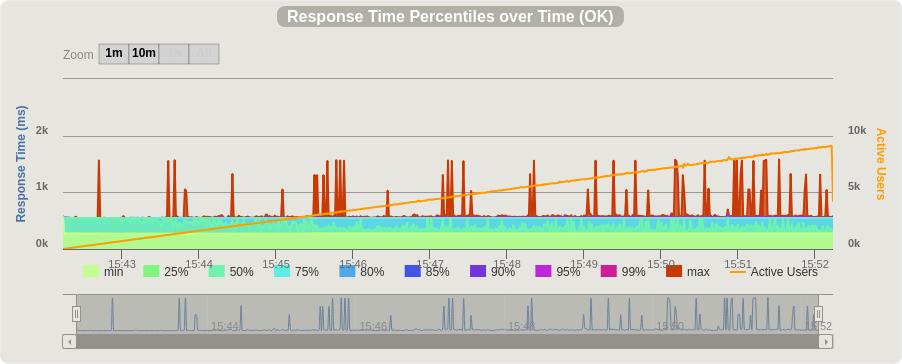 Response Time Percentiles over Time (OK)
Zoom 1m 10m 1h All
Response Time (ms)
2k
1k
0k
10k
5k
0k
Active Users
15:43 15:44 15:45 15:46 15:47 15:48 15:49 15:50 15:51 15:52
min 25% 50% 75% 80% 85% 90% 95% 99% max Active Users
15:44 15:46 15:48 15:50 15:52